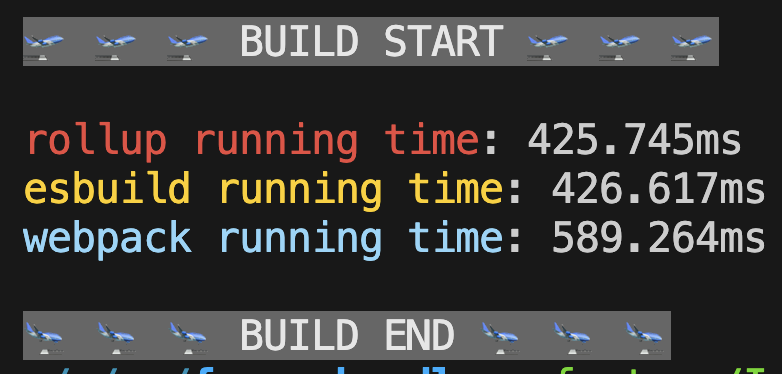 🛫 🛫 🛫 BUILD START 🛫 🛫 🛫
rollup running time: 425.745ms
esbuild running time: 426.617ms
webpack running time: 589.264ms
🛬 🛬 🛬 BUILD END 🛬 🛬 🛬